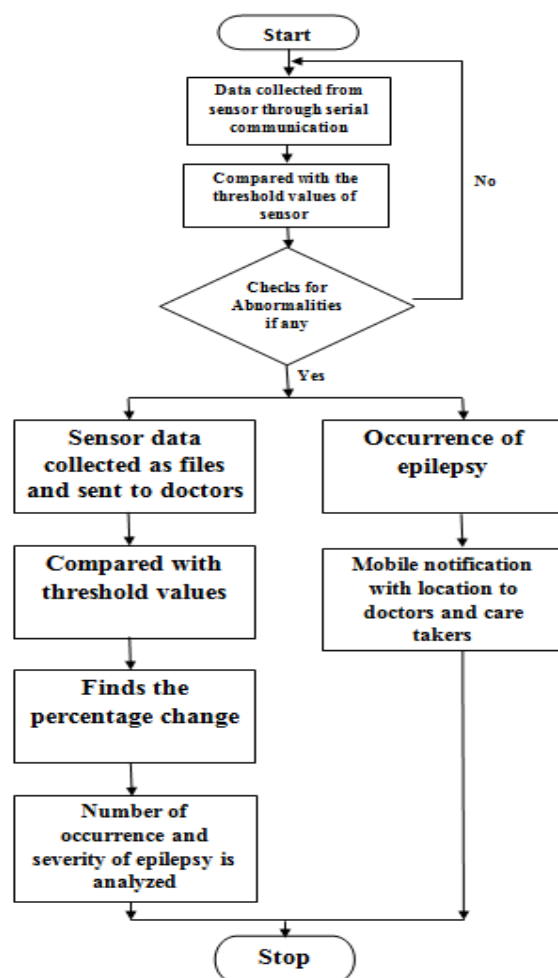 Start
Data collected from
sensor through serial
communication
Compared with the
threshold values of
sensor
No
Checks for
Abnormalities
if any
Yes
Sensor data
collected as files
and sent to doctors
Compared with
threshold values
Finds the
percentage change
Number of
occurrence and
severity of epilepsy is
analyzed
Occurrence of
epilepsy
Mobile notification
with location to
doctors and care
takers
Stop